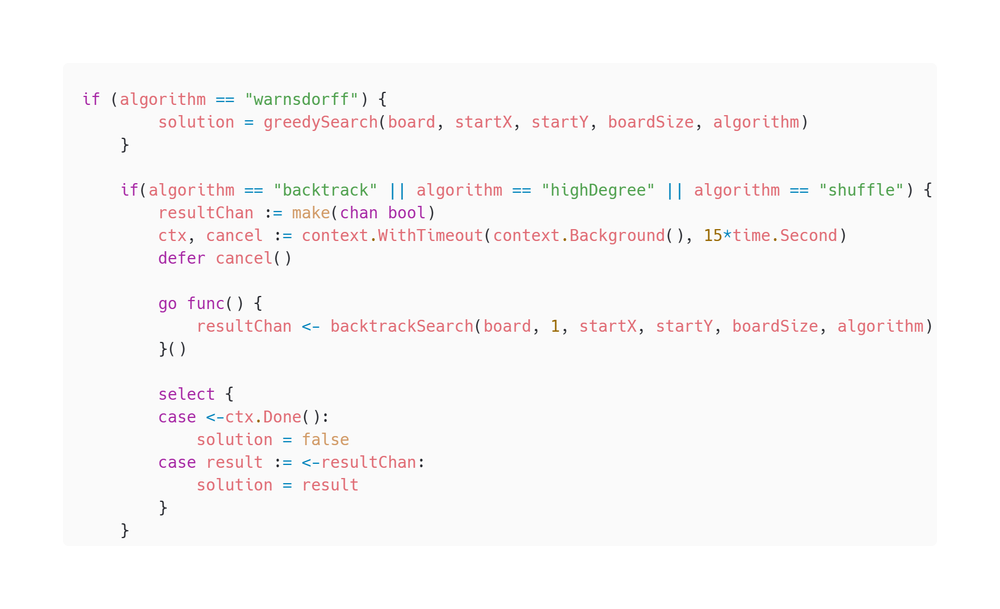 if (algorithm == "warnsdorff") {
        solution = greedySearch(board, startX, startY, boardSize, algorithm)
    }

    if(algorithm == "backtrack" || algorithm == "highDegree" || algorithm == "shuffle") {
        resultChan := make(chan bool)
        ctx, cancel := context.WithTimeout(context.Background(), 15*time.Second)
        defer cancel()

        go func() {
            resultChan <- backtrackSearch(board, 1, startX, startY, boardSize, algorithm)
        }()

        select {
        case <-ctx.Done():
            solution = false
        case result := <-resultChan:
            solution = result
        }
    }